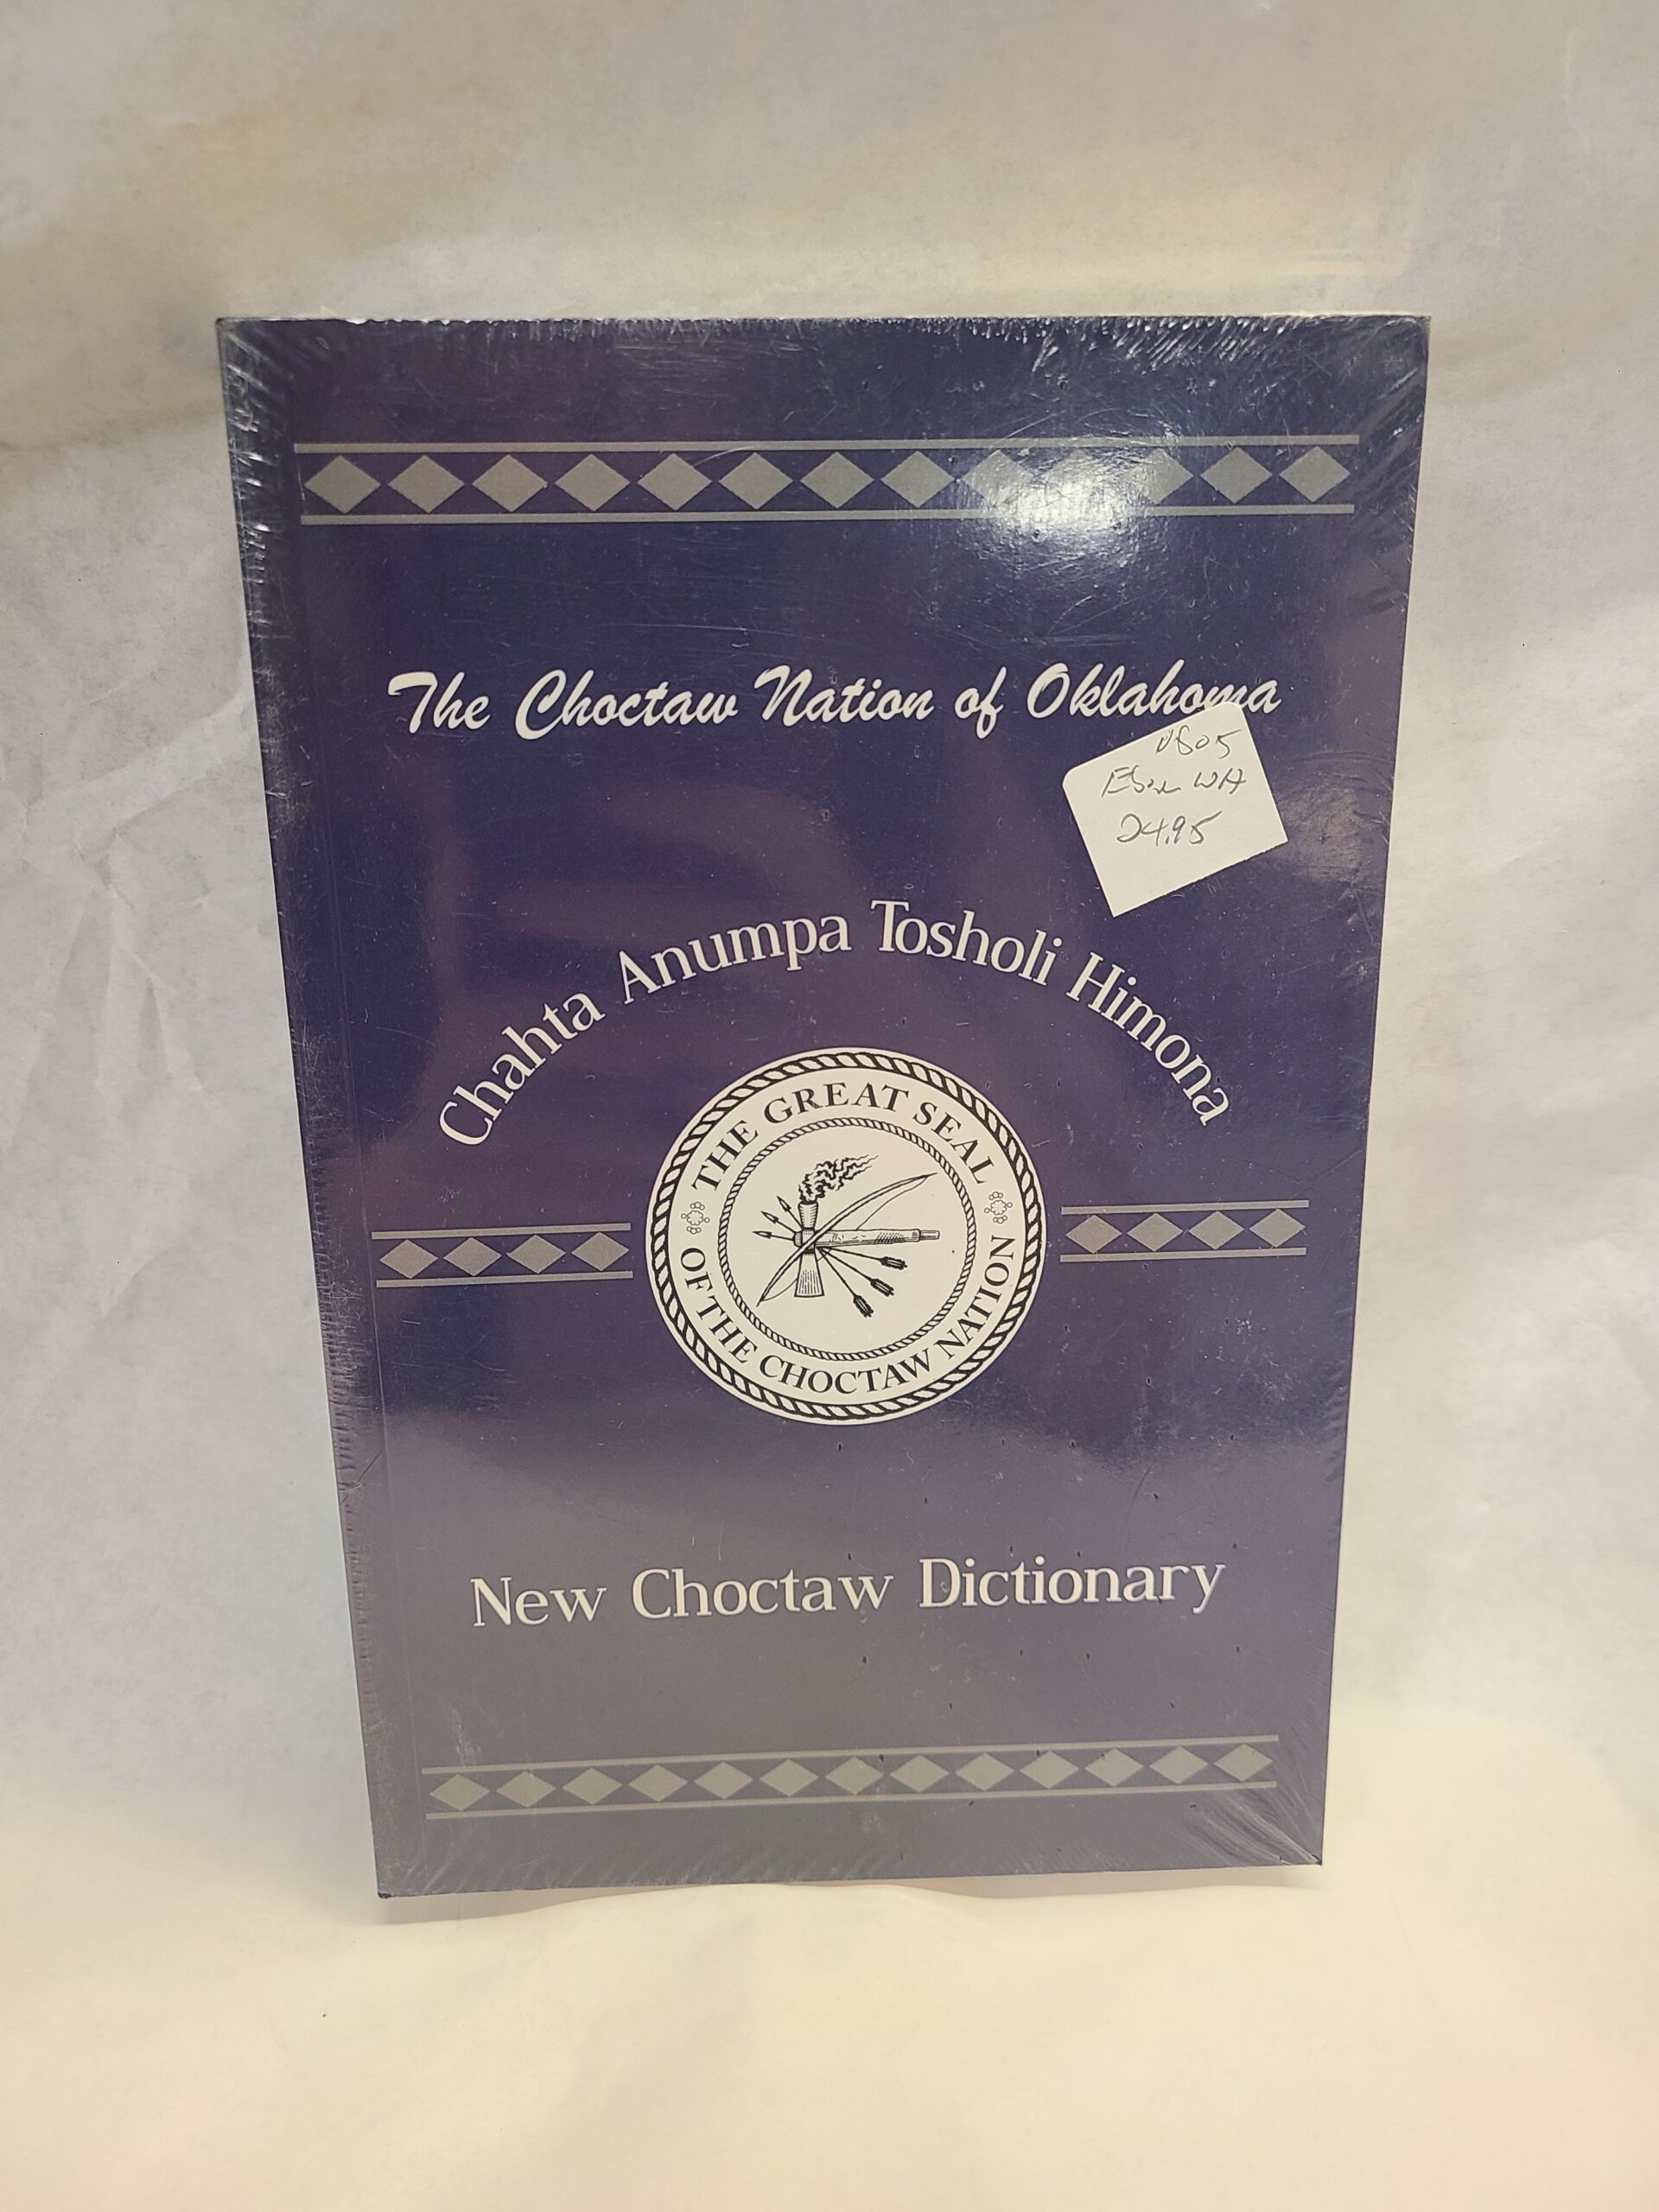 The Choctaw Nation of Oklahoma
24.95
Chahta Anumpa Tosholi Himona
THE GREAT SEAL
OF THE CHOCTAW NATION
New Choctaw Dictionary